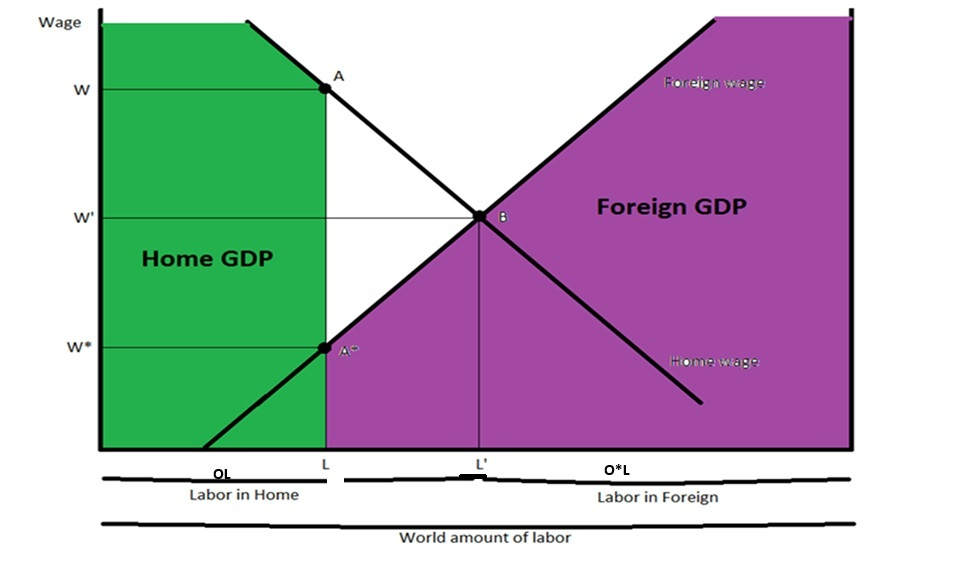 Wage
A
W
Foreign wage
Foreign GDP
W'
B
Home GDP
W*
A*
Home wage
L
L'
OL
O*L
Labor in Home
Labor in Foreign
World amount of labor